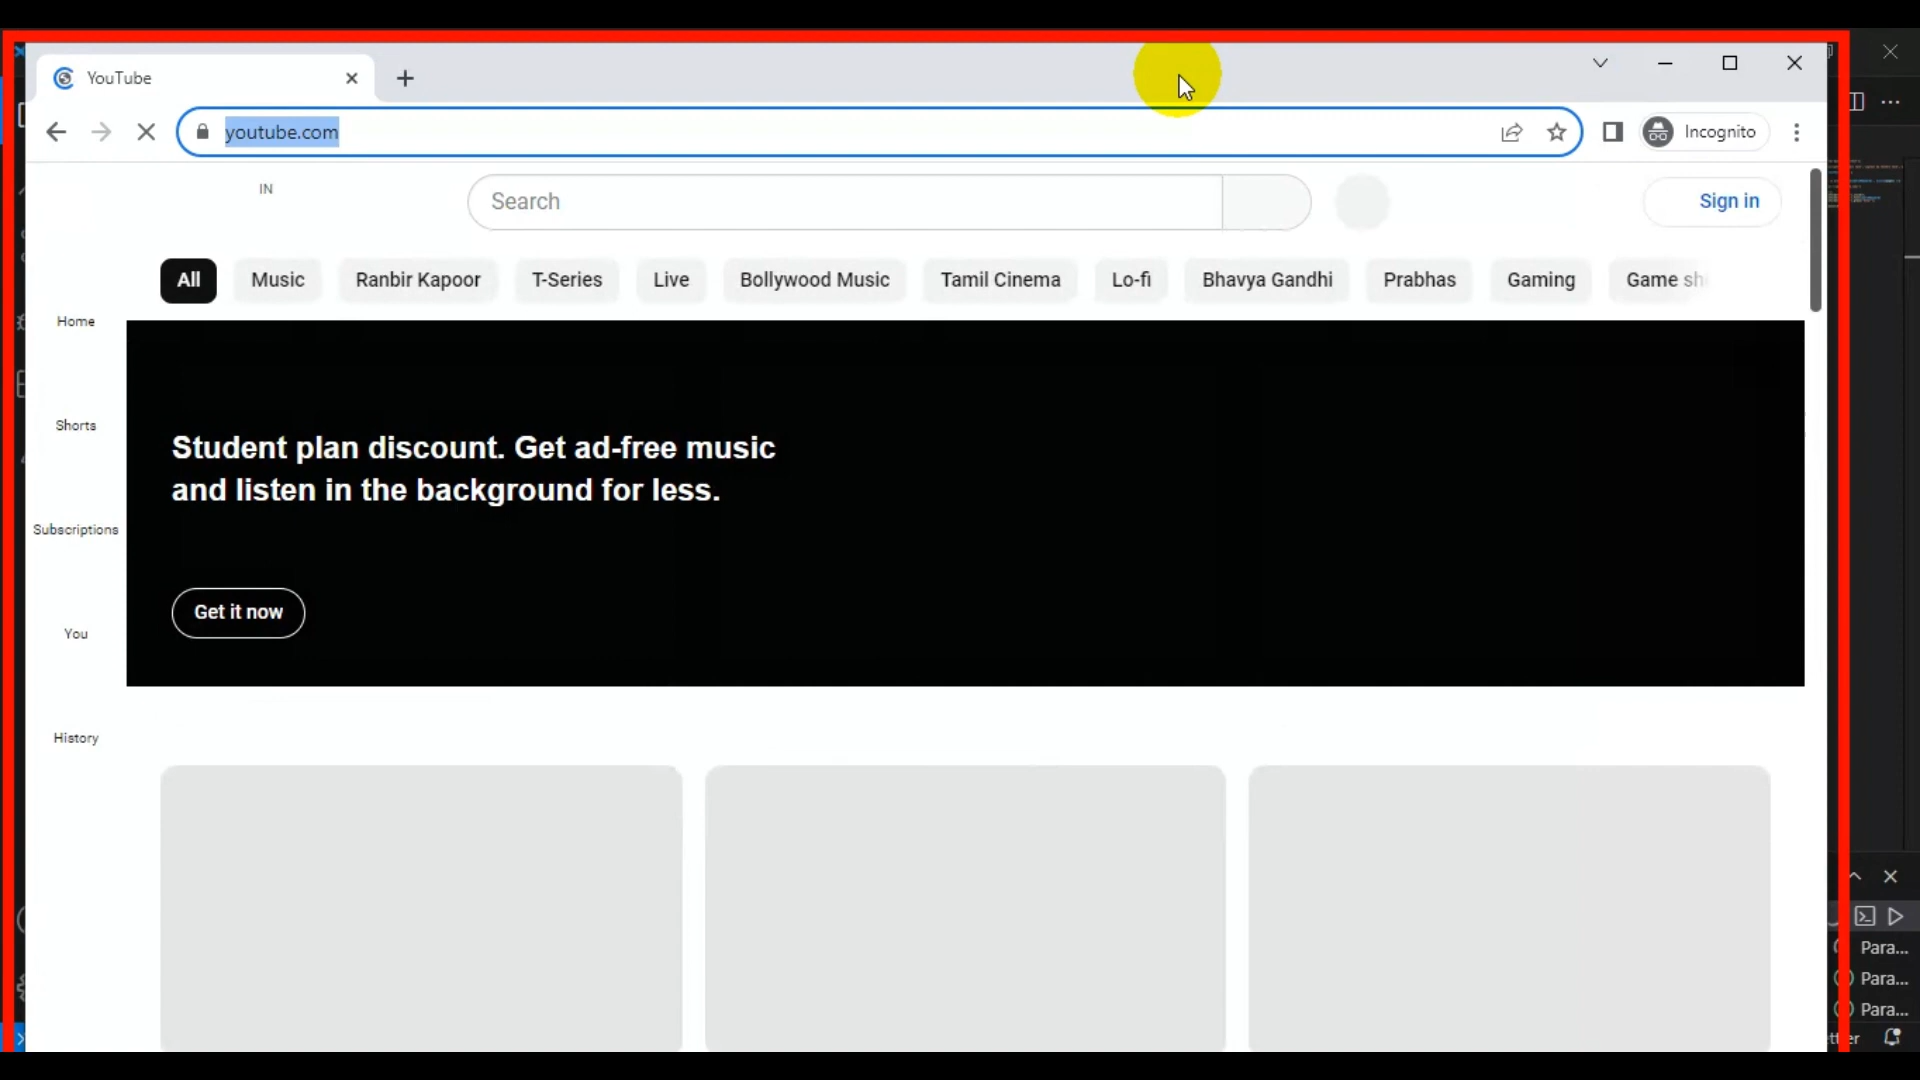 YouTube
youtube.com
Incognito
IN
Search
Sign in
All Music Ranbir Kapoor T-Series Live Bollywood Music Tamil Cinema Lo-fi Bhavya Gandhi Prabhas Gaming Game sh
Home
Shorts
Subscriptions
You
History
Student plan discount. Get ad-free music
and listen in the background for less.
Get it now
Para...
Para...
Para...